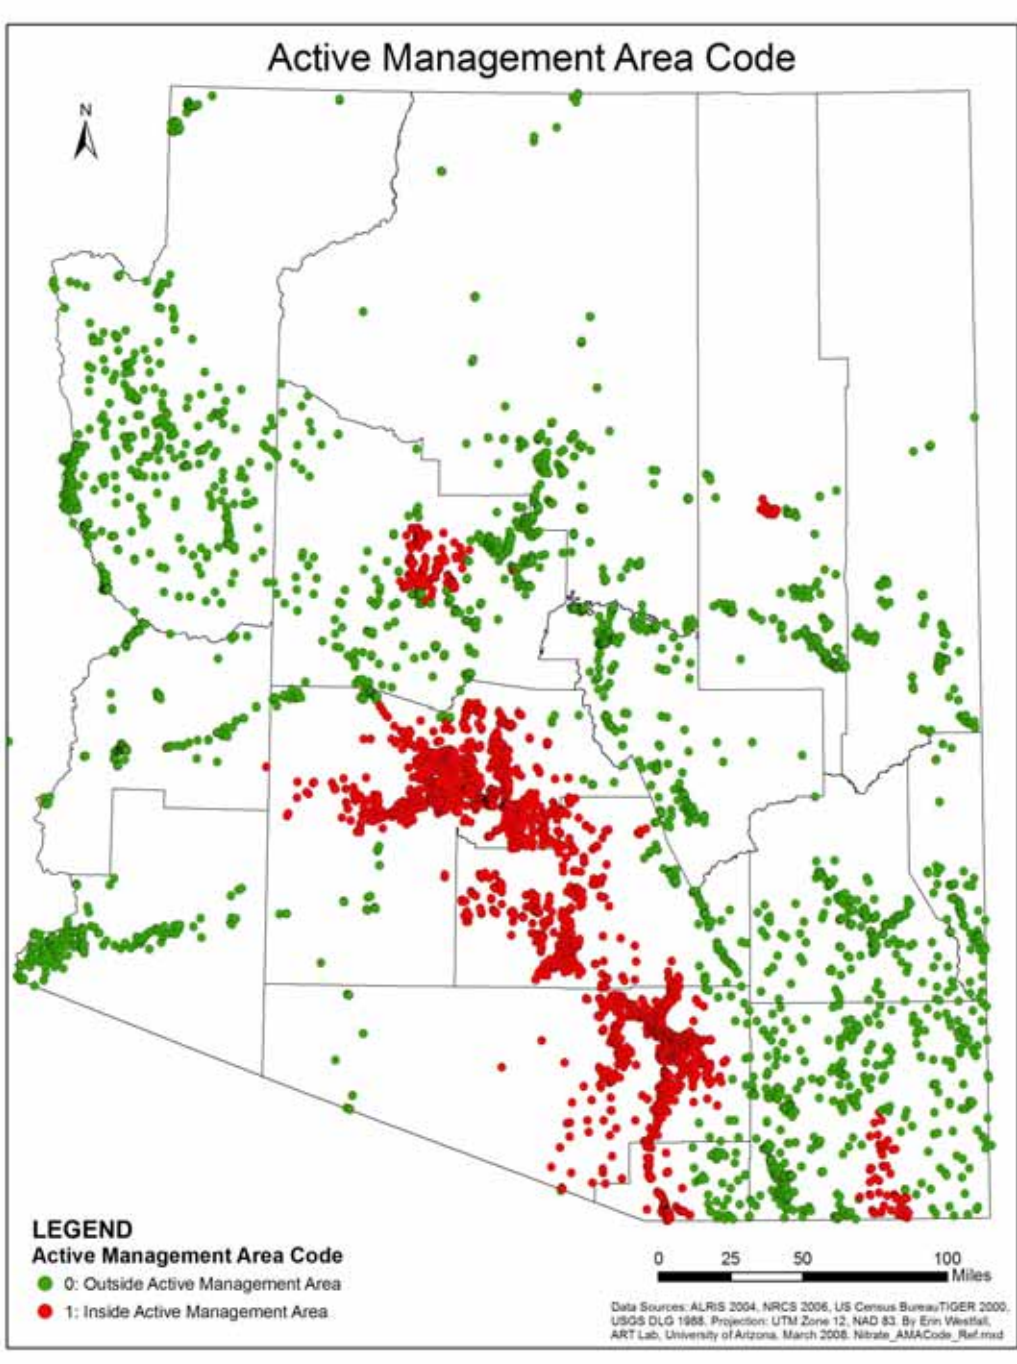 Active Management Area Code
N
LEGEND
Active Management Area Code
0: Outside Active Management Area
1: Inside Active Management Area
0 25 50 100
Miles
Data Sources: ALRIS 2004, NRCS 2006, US Census BureauTIGER 2000,
USGS DLG 1988. Projection: UTM Zone 12, NAD 83. By Erin Westfall,
ART Lab, University of Arizona. March 2008. Nitrate_AMACode_Ref.mxd